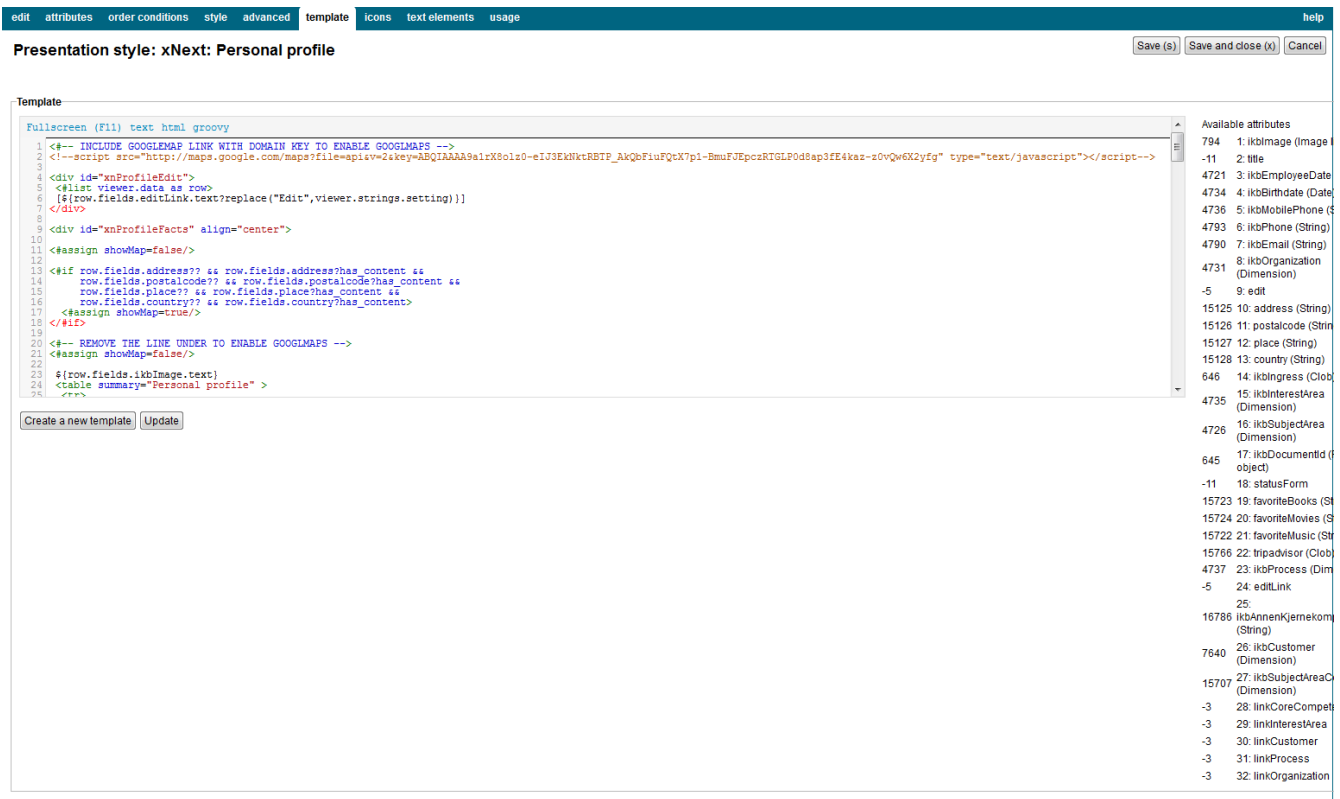 edit attributes order conditions style advanced template icons text elements usage help
Presentation style: xNext: Personal profile
Save (s) Save and close (x) Cancel
Template
Fullscreen (F11) text html groovy
1 <#-- INCLUDE GOOGLEMAP LINK WITH DOMAIN KEY TO ENABLE GOOGLMAPS -->
2 <!--script src="http://maps.google.com/maps?file=api&v=2&key=ABQIAAAA9a1rX8olz0-eIJ3EkNktRBTP_AkQbFiuFQtX7p1-BmuFJEpczRTGLP0d8ap3fE4kaz-z0vQw6X2yfg" type="text/javascript"></script-->
3
4 <div id="xnProfileEdit">
5 <#list viewer.data as row>
6 [${row.fields.editLink.text?replace("Edit",viewer.strings.setting)}]
7 </div>
8
9 <div id="xnProfileFacts" align="center">
10
11 <#assign showMap=false/>
12
13 <#if row.fields.address?? && row.fields.address?has_content &&
14 row.fields.postalcode?? && row.fields.postalcode?has_content &&
15 row.fields.place?? && row.fields.place?has_content &&
16 row.fields.country?? && row.fields.country?has_content>
17 <#assign showMap=true/>
18 </#if>
19
20 <#-- REMOVE THE LINE UNDER TO ENABLE GOOGLMAPS -->
21 <#assign showMap=false/>
22
23 ${row.fields.ikbImage.text}
24 <table summary="Personal profile" >
25 <tr>
Create a new template Update
Available attributes
794 1: ikbImage (Image
-11 2: title
4721 3: ikbEmployeeDate
4734 4: ikbBirthdate (Date)
4736 5: ikbMobilePhone (S
4793 6: ikbPhone (String)
4790 7: ikbEmail (String)
4731 8: ikbOrganization
(Dimension)
-5 9: edit
15125 10: address (String)
15126 11: postalcode (Strin
15127 12: place (String)
15128 13: country (String)
646 14: ikbIngress (Clob)
4735 15: ikbInterestArea
(Dimension)
4726 16: ikbSubjectArea
(Dimension)
645 17: ikbDocumentId (
object)
-11 18: statusForm
15723 19: favoriteBooks (St
15724 20: favoriteMovies (S
15722 21: favoriteMusic (Str
15766 22: tripadvisor (Clob)
4737 23: ikbProcess (Dim
-5 24: editLink
25:
16786 ikbAnnenKjernekom
(String)
7640 26: ikbCustomer
(Dimension)
15707 27: ikbSubjectAreaC
(Dimension)
-3 28: linkCoreCompet
-3 29: linkInterestArea
-3 30: linkCustomer
-3 31: linkProcess
-3 32: linkOrganization